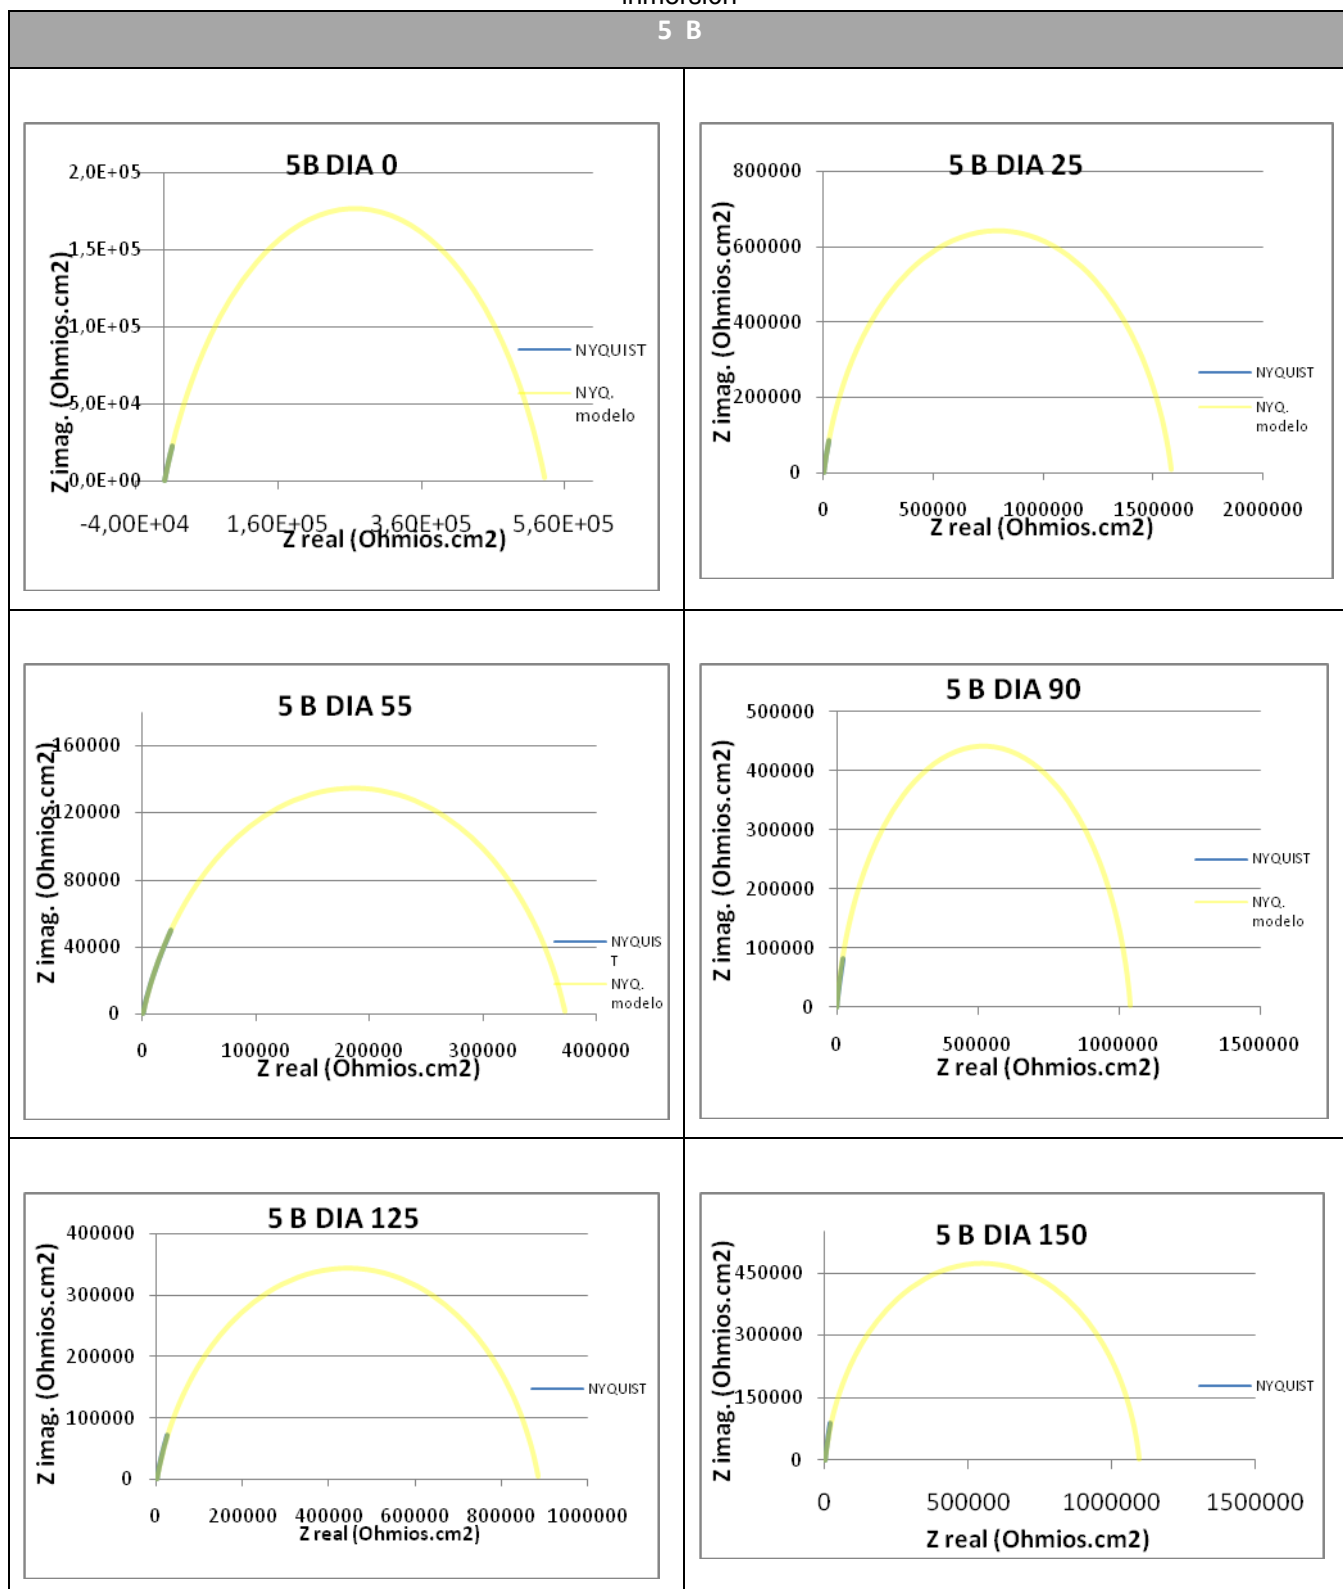 inmersión
5 B
5B DIA 0
2,0E+05
1,5E+05
1,0E+05
5,0E+04
0,0E+00
Z imag. (Ohmios.cm2)
-4,00E+04 1,60E+05 3,60E+05 5,60E+05
Z real (Ohmios.cm2)
NYQUIST
NYQ.
modelo
5 B DIA 25
800000
600000
400000
200000
0
Z imag. (Ohmios.cm2)
0 500000 1000000 1500000 2000000
Z real (Ohmios.cm2)
NYQUIST
NYQ.
modelo
5 B DIA 55
160000
120000
80000
40000
0
Z imag. (Ohmios.cm2)
0 100000 200000 300000 400000
Z real (Ohmios.cm2)
NYQUIS
T
NYQ.
modelo
5 B DIA 90
500000
400000
300000
200000
100000
0
Z imag. (Ohmios.cm2)
0 500000 1000000 1500000
Z real (Ohmios.cm2)
NYQUIST
NYQ.
modelo
5 B DIA 125
400000
300000
200000
100000
0
Z imag. (Ohmios.cm2)
0 200000 400000 600000 800000 1000000
Z real (Ohmios.cm2)
NYQUIST
5 B DIA 150
450000
300000
150000
0
Z imag. (Ohmios.cm2)
0 500000 1000000 1500000
Z real (Ohmios.cm2)
NYQUIST